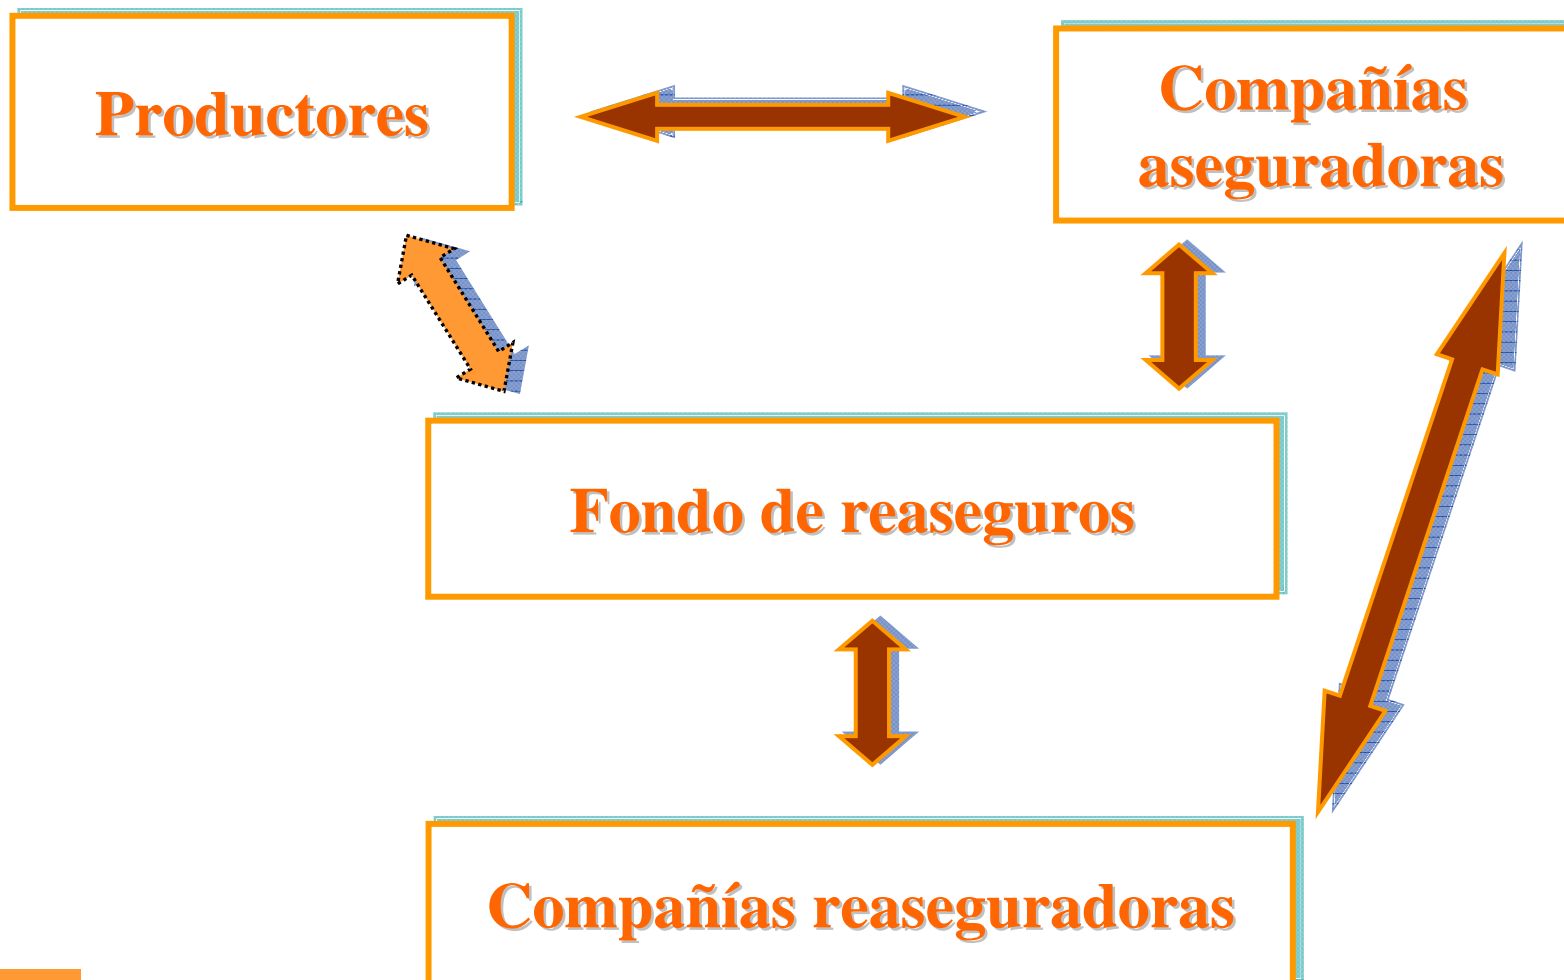 Productores
Compañías
aseguradoras
Fondo de reaseguros
Compañías reaseguradoras